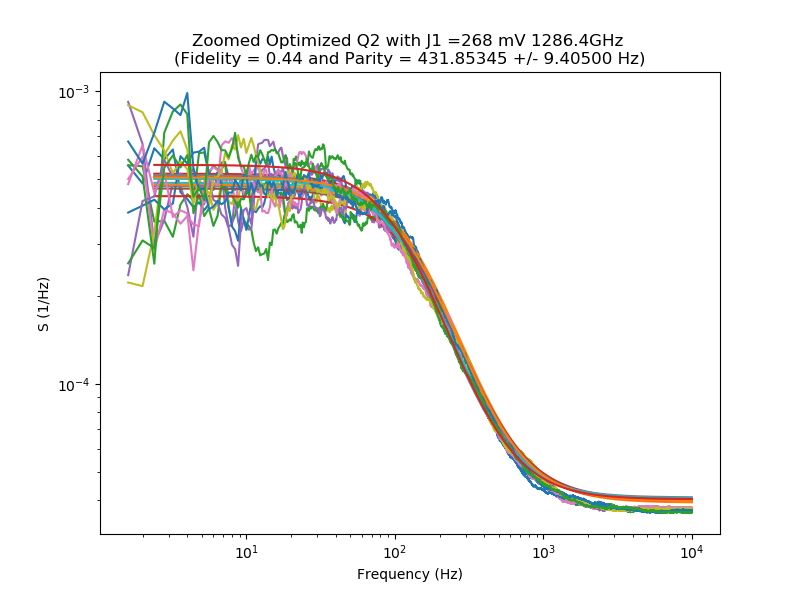 Zoomed Optimized Q2 with J1 =268 mV 1286.4GHz
(Fidelity = 0.44 and Parity = 431.85345 +/- 9.40500 Hz)
10⁻³
10⁻⁴
S (1/Hz)
10¹ 10² 10³ 10⁴
Frequency (Hz)